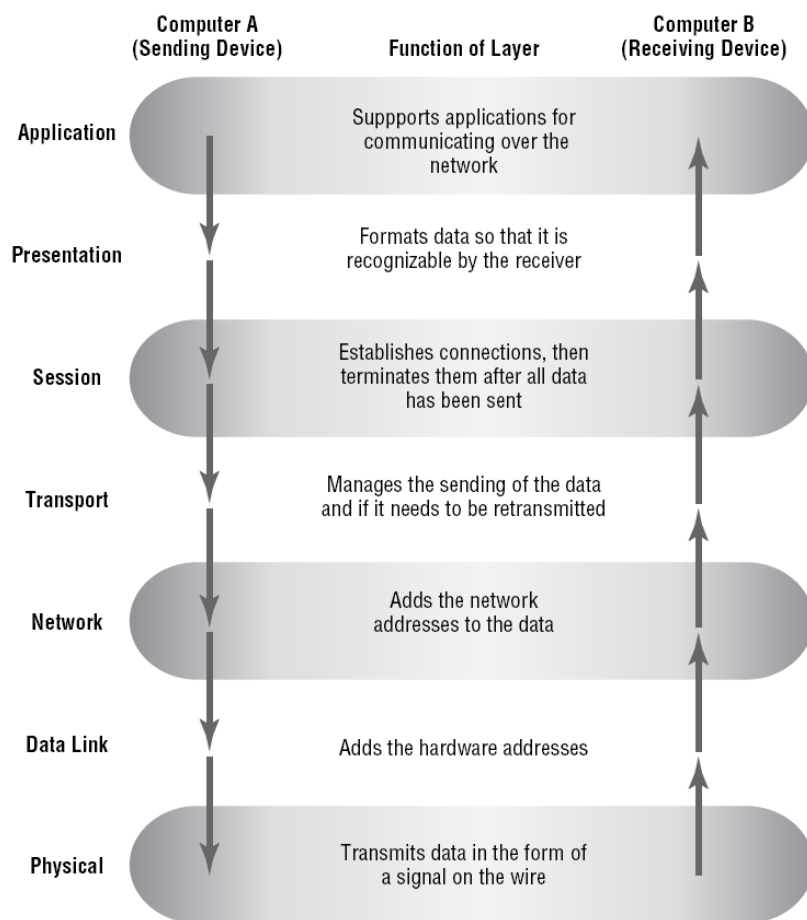 Computer A
(Sending Device)
Function of Layer
Computer B
(Receiving Device)
Application
Suppports applications for
communicating over the
network
Presentation
Formats data so that it is
recognizable by the receiver
Session
Establishes connections, then
terminates them after all data
has been sent
Transport
Manages the sending of the data
and if it needs to be retransmitted
Network
Adds the network
addresses to the data
Data Link
Adds the hardware addresses
Physical
Transmits data in the form of
a signal on the wire